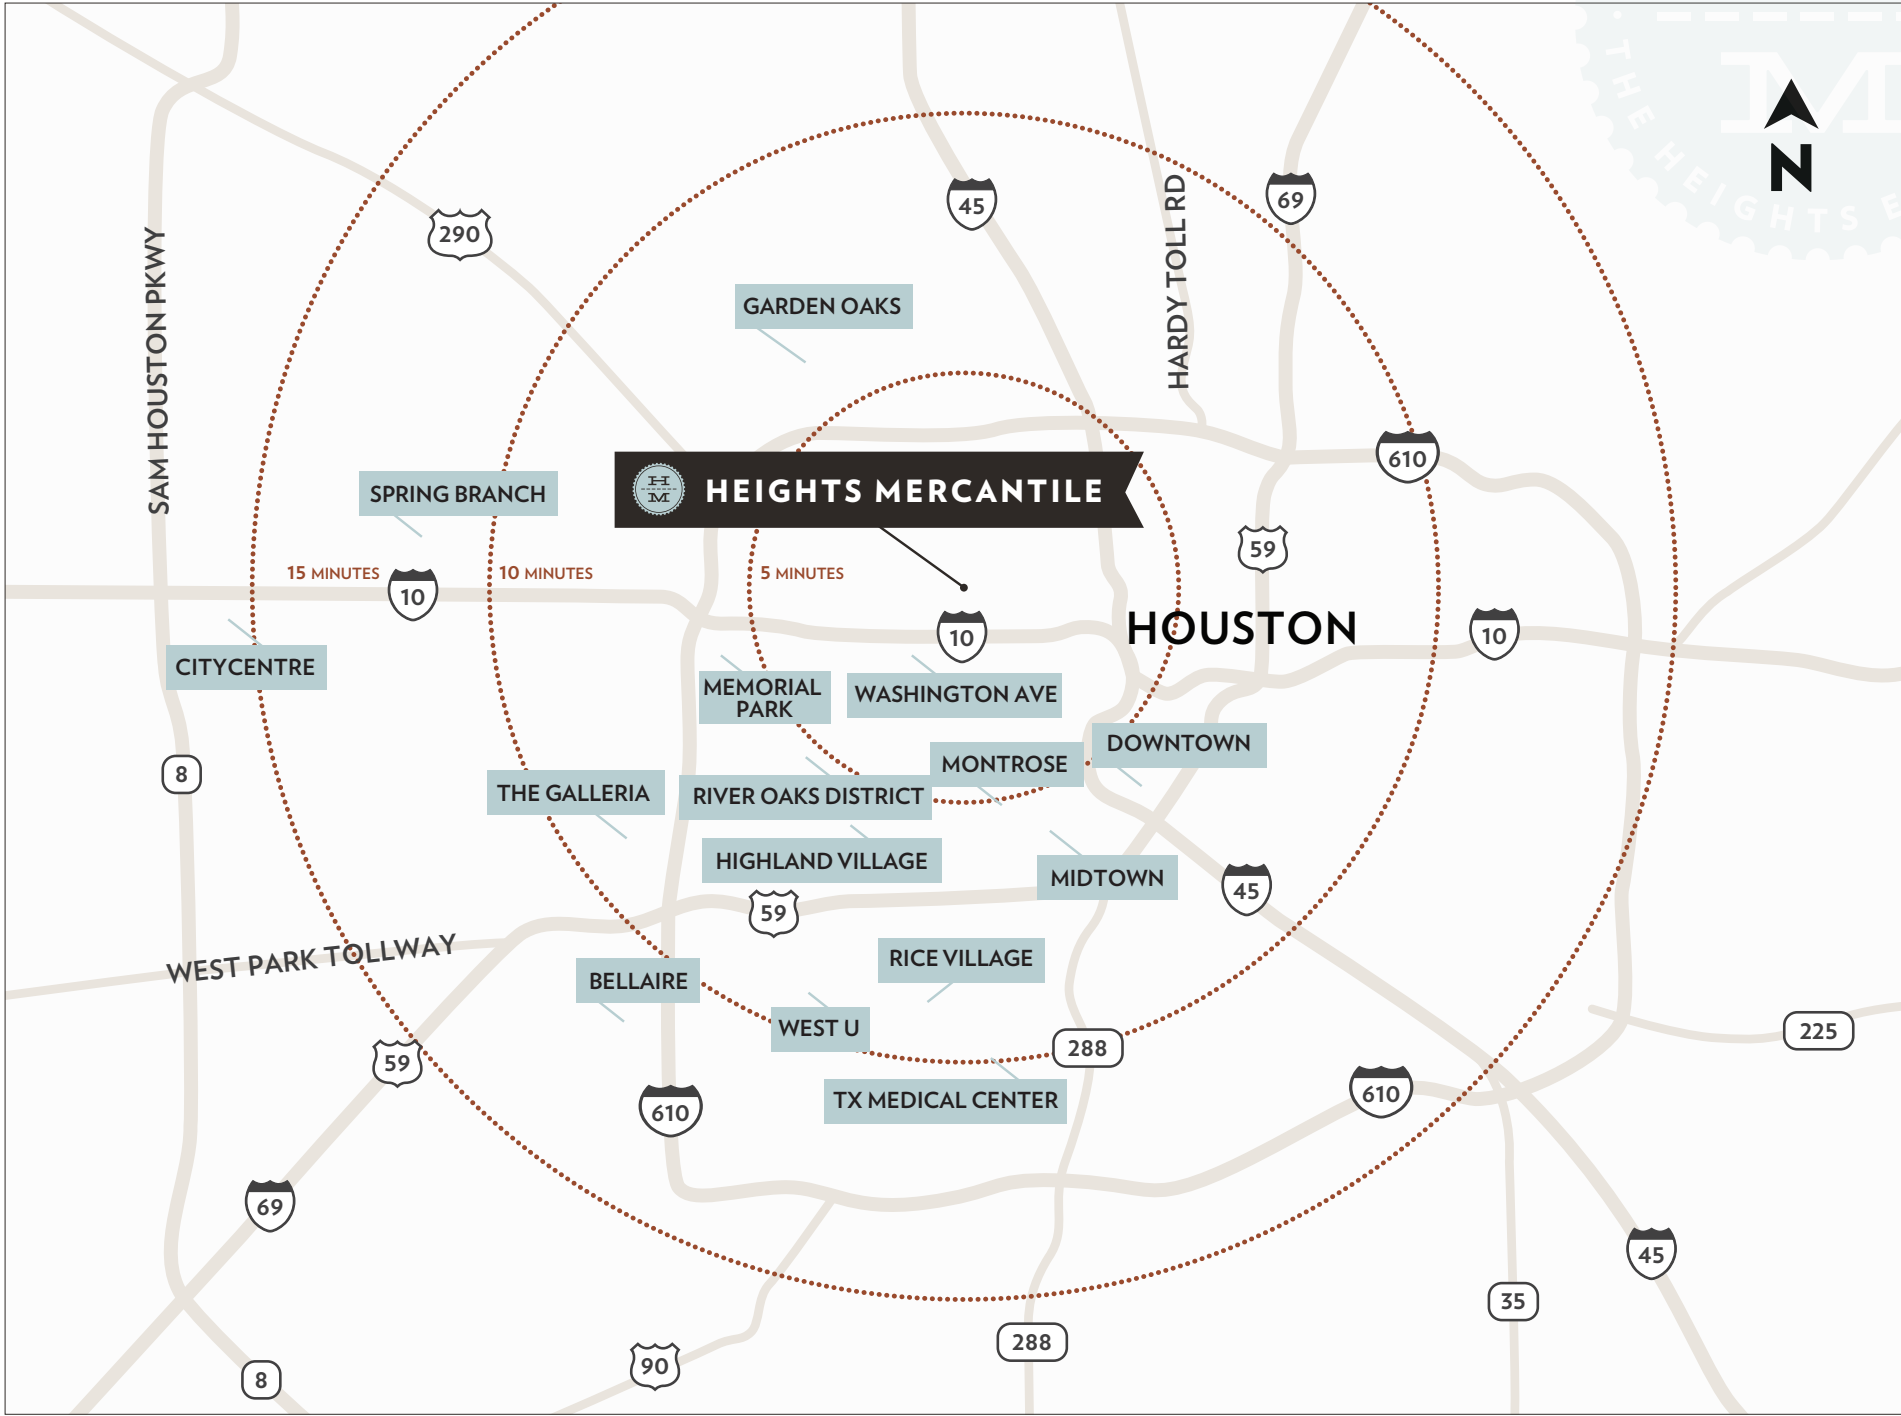 THE HEIGHTS E
M
N
45
69
290
HARDY TOLL RD
SAM HOUSTON PKWY
GARDEN OAKS
610
SPRING BRANCH
H
M
HEIGHTS MERCANTILE
59
15 MINUTES
10
10 MINUTES
5 MINUTES
10
HOUSTON
10
CITYCENTRE
MEMORIAL
PARK
WASHINGTON AVE
DOWNTOWN
MONTROSE
8
THE GALLERIA
RIVER OAKS DISTRICT
HIGHLAND VILLAGE
MIDTOWN
45
59
WEST PARK TOLLWAY
RICE VILLAGE
BELLAIRE
WEST U
288
225
59
TX MEDICAL CENTER
610
610
69
45
35
288
90
8